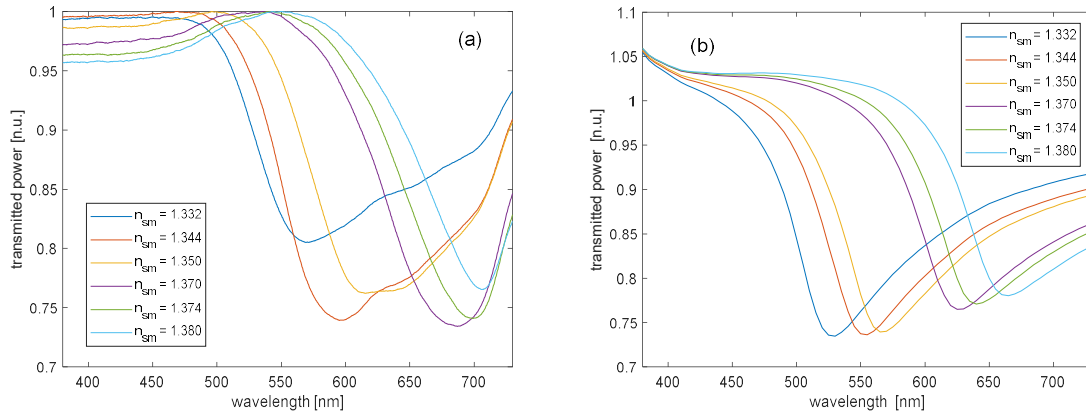 (a)
transmitted power [n.u.]
1
0.95
0.9
0.85
0.8
0.75
0.7
n_sm = 1.332
n_sm = 1.344
n_sm = 1.350
n_sm = 1.370
n_sm = 1.374
n_sm = 1.380
400 450 500 550 600 650 700
wavelength [nm]
(b)
transmitted power [n.u.]
1.1
1.05
1
0.95
0.9
0.85
0.8
0.75
0.7
n_sm = 1.332
n_sm = 1.344
n_sm = 1.350
n_sm = 1.370
n_sm = 1.374
n_sm = 1.380
400 450 500 550 600 650 700
wavelength [nm]